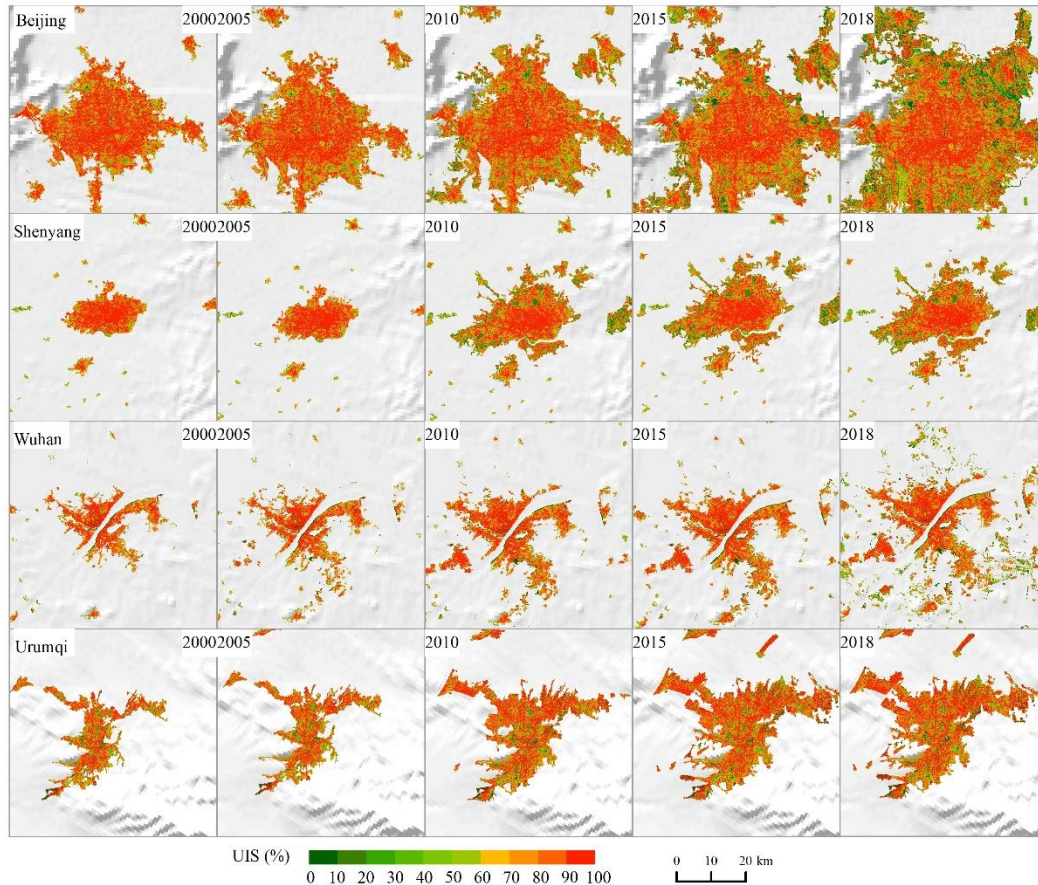 Beijing 2000 2005 2010 2015 2018
Shenyang 2000 2005 2010 2015 2018
Wuhan 2000 2005 2010 2015 2018
Urumqi 2000 2005 2010 2015 2018
UIS (%) 0 10 20 30 40 50 60 70 80 90 100
0 10 20 km